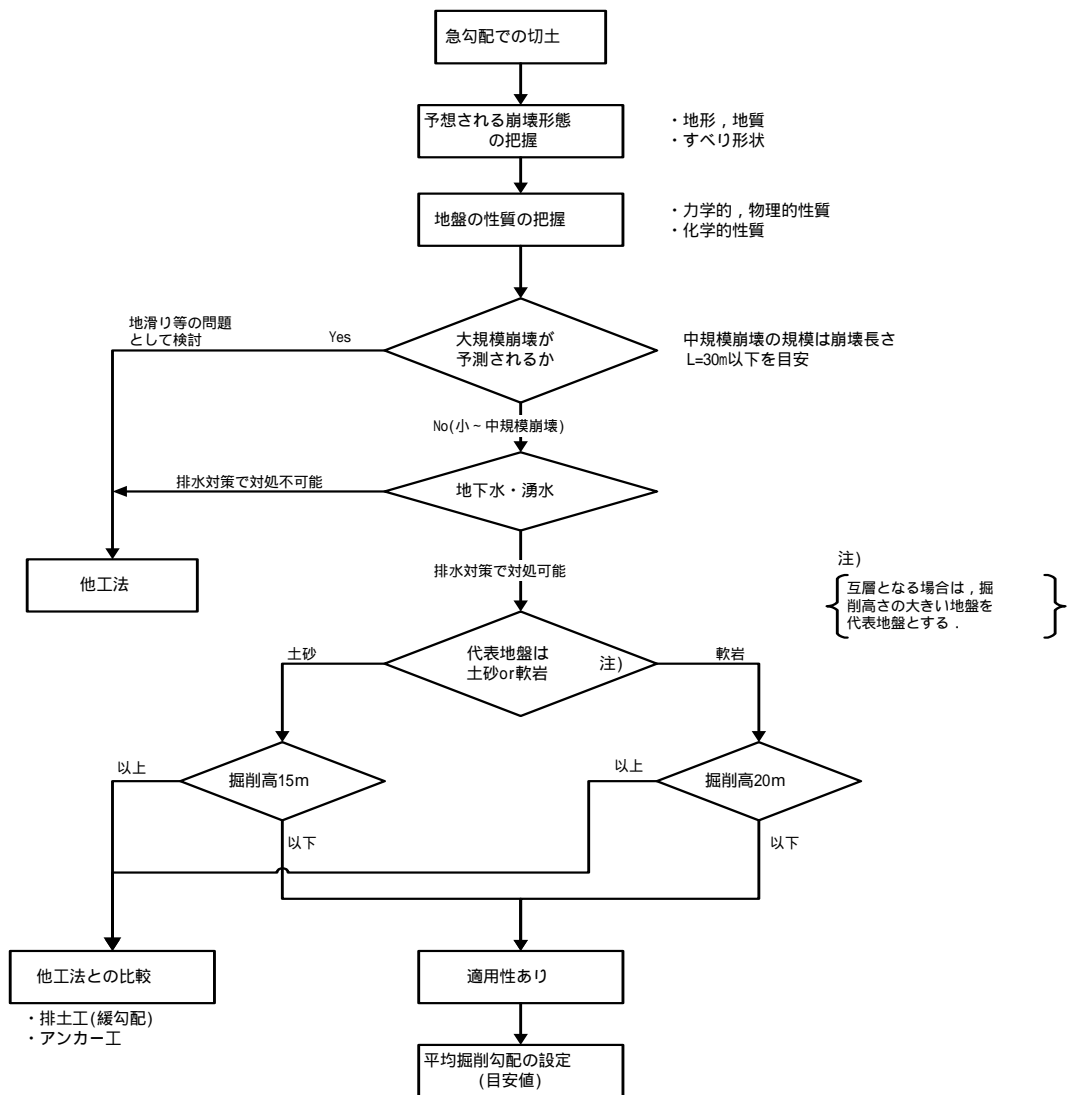 急勾配での切土
予想される崩壊形態
の把握
・地形，地質
・すべり形状
地盤の性質の把握
・力学的，物理的性質
・化学的性質
地滑り等の問題
として検討
Yes
大規模崩壊が
予測されるか
中規模崩壊の規模は崩壊長さ
L=30m以下を目安
No(小～中規模崩壊)
排水対策で対処不可能
地下水・湧水
他工法
排水対策で対処可能
注)
互層となる場合は，掘
削高さの大きい地盤を
代表地盤とする．
土砂
代表地盤は
土砂or軟岩
注)
軟岩
以上
掘削高15m
以上
掘削高20m
以下
以下
他工法との比較
適用性あり
・排土工(緩勾配)
・アンカー工
平均掘削勾配の設定
(目安値)